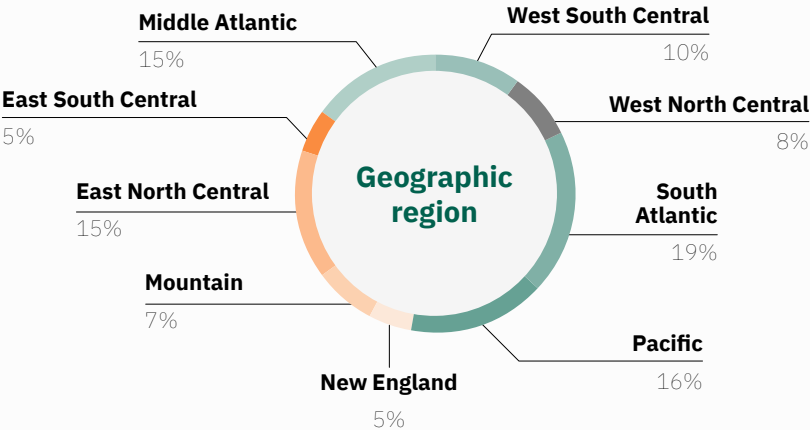 Middle Atlantic
15%
West South Central
10%
East South Central
5%
West North Central
8%
Geographic
region
East North Central
15%
South
Atlantic
19%
Mountain
7%
Pacific
16%
New England
5%